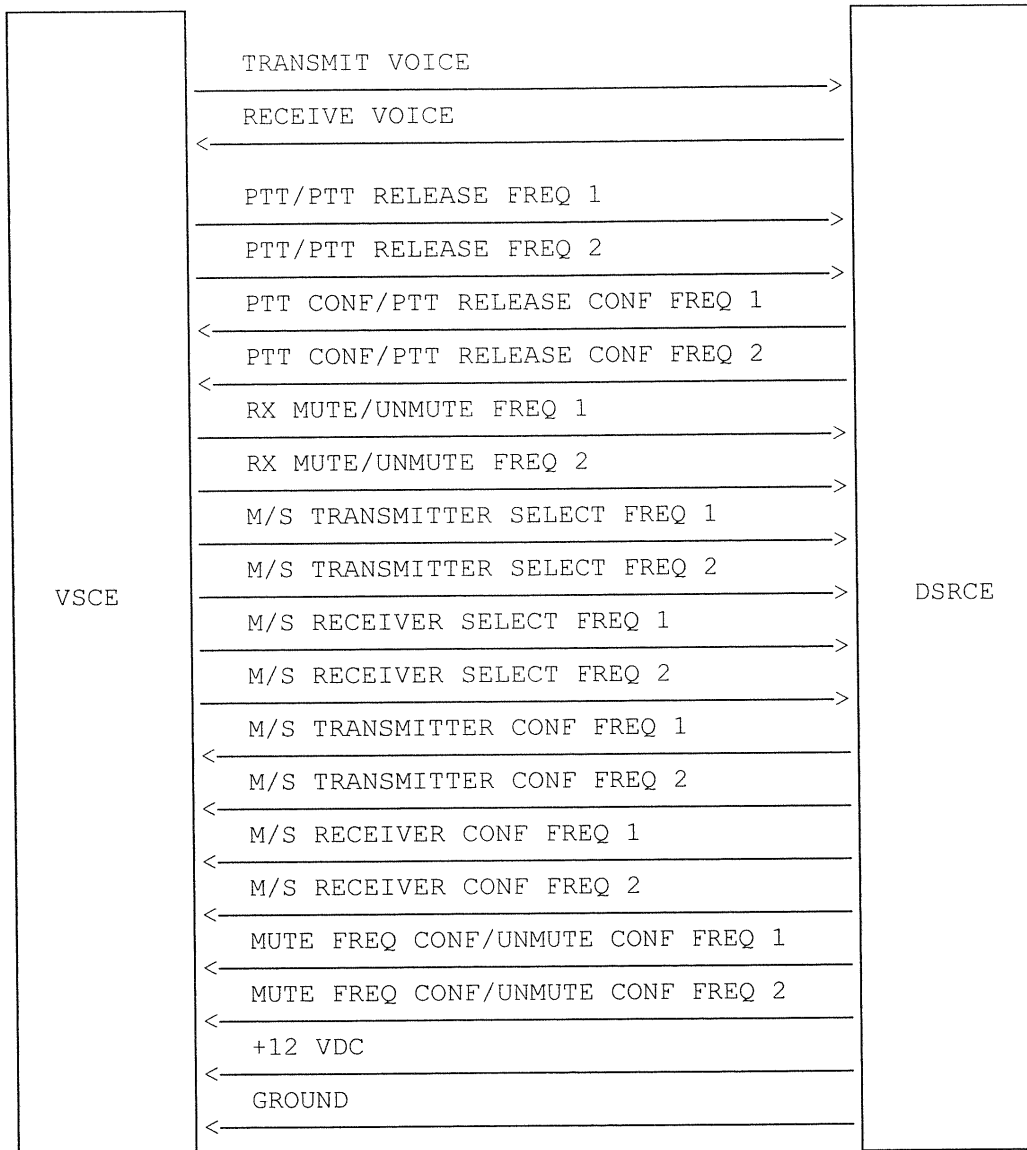 TRANSMIT VOICE
RECEIVE VOICE
PTT/PTT RELEASE FREQ 1
PTT/PTT RELEASE FREQ 2
PTT CONF/PTT RELEASE CONF FREQ 1
PTT CONF/PTT RELEASE CONF FREQ 2
RX MUTE/UNMUTE FREQ 1
RX MUTE/UNMUTE FREQ 2
M/S TRANSMITTER SELECT FREQ 1
M/S TRANSMITTER SELECT FREQ 2
VSCE
DSRCE
M/S RECEIVER SELECT FREQ 1
M/S RECEIVER SELECT FREQ 2
M/S TRANSMITTER CONF FREQ 1
M/S TRANSMITTER CONF FREQ 2
M/S RECEIVER CONF FREQ 1
M/S RECEIVER CONF FREQ 2
MUTE FREQ CONF/UNMUTE CONF FREQ 1
MUTE FREQ CONF/UNMUTE CONF FREQ 2
+12 VDC
GROUND